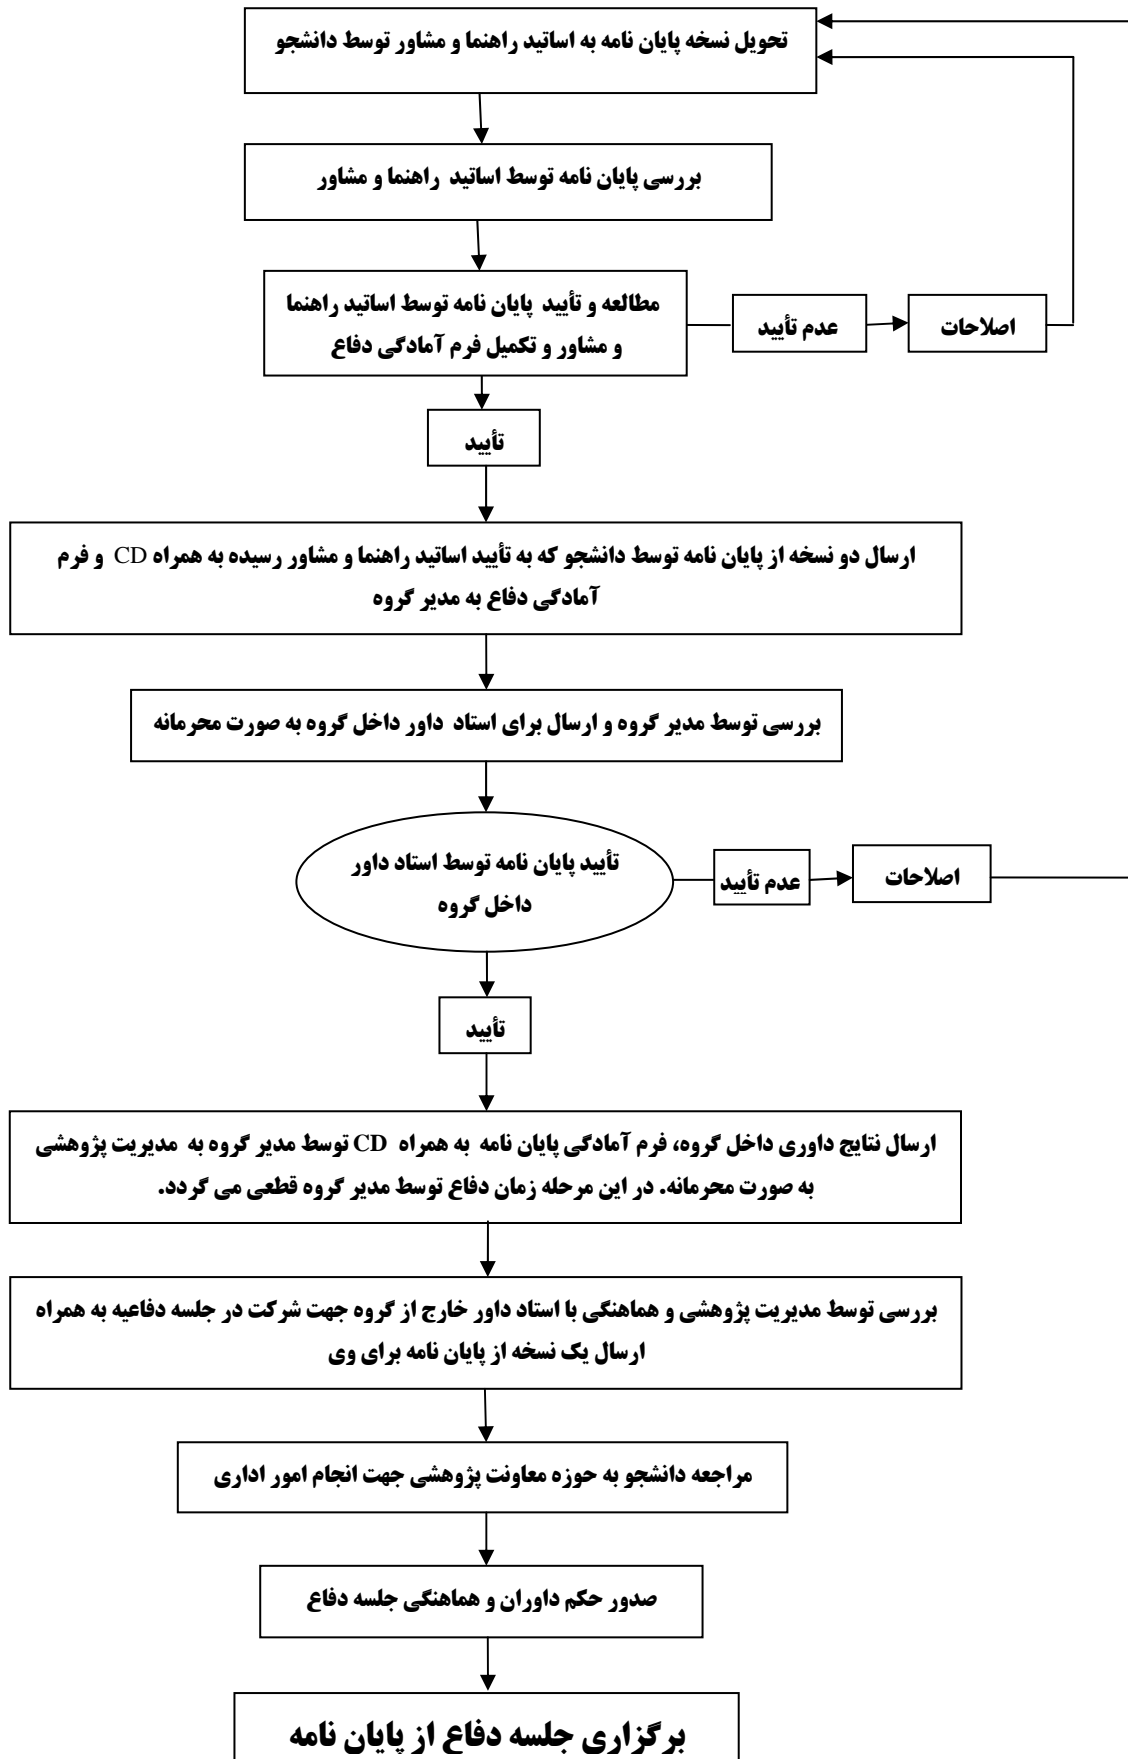 تحویل نسخه پایان نامه به اساتید راهنما و مشاور توسط دانشجو
بررسی پایان نامه توسط اساتید راهنما و مشاور
مطالعه و تأیید پایان نامه توسط اساتید راهنما
و مشاور و تکمیل فرم آمادگی دفاع
عدم تأیید
اصلاحات
تأیید
ارسال دو نسخه از پایان نامه توسط دانشجو که به تأیید اساتید راهنما و مشاور رسیده به همراه CD و فرم
آمادگی دفاع به مدیر گروه
بررسی توسط مدیر گروه و ارسال برای استاد داور داخل گروه به صورت محرمانه
تأیید پایان نامه توسط استاد داور
داخل گروه
عدم تأیید
اصلاحات
تأیید
ارسال نتایج داوری داخل گروه، فرم آمادگی پایان نامه به همراه CD توسط مدیر گروه به مدیریت پژوهشی
به صورت محرمانه. در این مرحله زمان دفاع توسط مدیر گروه قطعی می گردد.
بررسی توسط مدیریت پژوهشی و هماهنگی با استاد داور خارج از گروه جهت شرکت در جلسه دفاعیه به همراه
ارسال یک نسخه از پایان نامه برای وی
مراجعه دانشجو به حوزه معاونت پژوهشی جهت انجام امور اداری
صدور حکم داوران و هماهنگی جلسه دفاع
برگزاری جلسه دفاع از پایان نامه